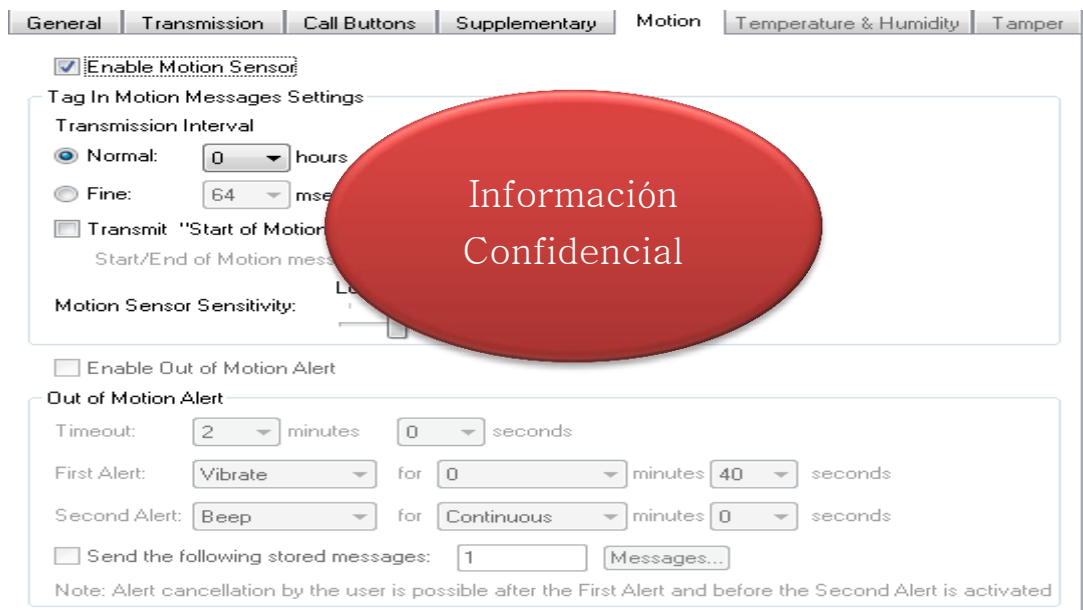 General Transmission Call Buttons Supplementary Motion Temperature & Humidity Tamper
Enable Motion Sensor
Tag In Motion Messages Settings
Transmission Interval
Normal: 0 hours
Fine: 64
Información
Confidencial
Transmit "Start of Motion
Start/End of Motion
Motion Sensor Sensitivity:
Enable Out of Motion Alert
Out of Motion Alert
Timeout: 2 minutes 0 seconds
First Alert: Vibrate for 0 minutes 40 seconds
Second Alert: Beep for Continuous minutes 0 seconds
Send the following stored messages: 1 Messages...
Note: Alert cancellation by the user is possible after the First Alert and before the Second Alert is activated